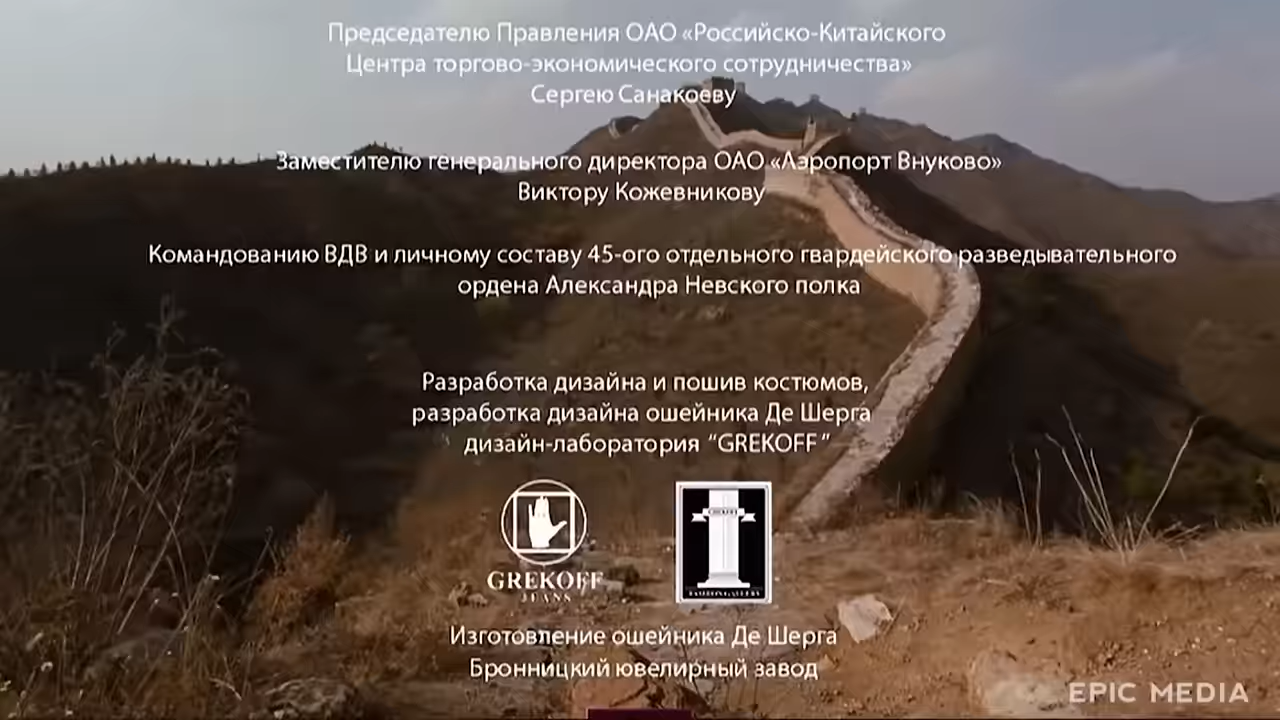 Председателю Правления ОАО «Российско-Китайского
Центра торгово-экономического сотрудничества»
Сергею Санакоеву
Заместителю генерального директора ОАО «Аэропорт Внуково»
Виктору Кожевникову
Командованию ВДВ и личному составу 45-ого отдельного гвардейского разведывательного
ордена Александра Невского полка
Разработка дизайна и пошив костюмов,
разработка дизайна ошейника Де Шерга
дизайн-лаборатория “GREKOFF”
GREKOFF
JEANS
Изготовление ошейника Де Шерга
Бронницкий ювелирный завод
EPIC MEDIA